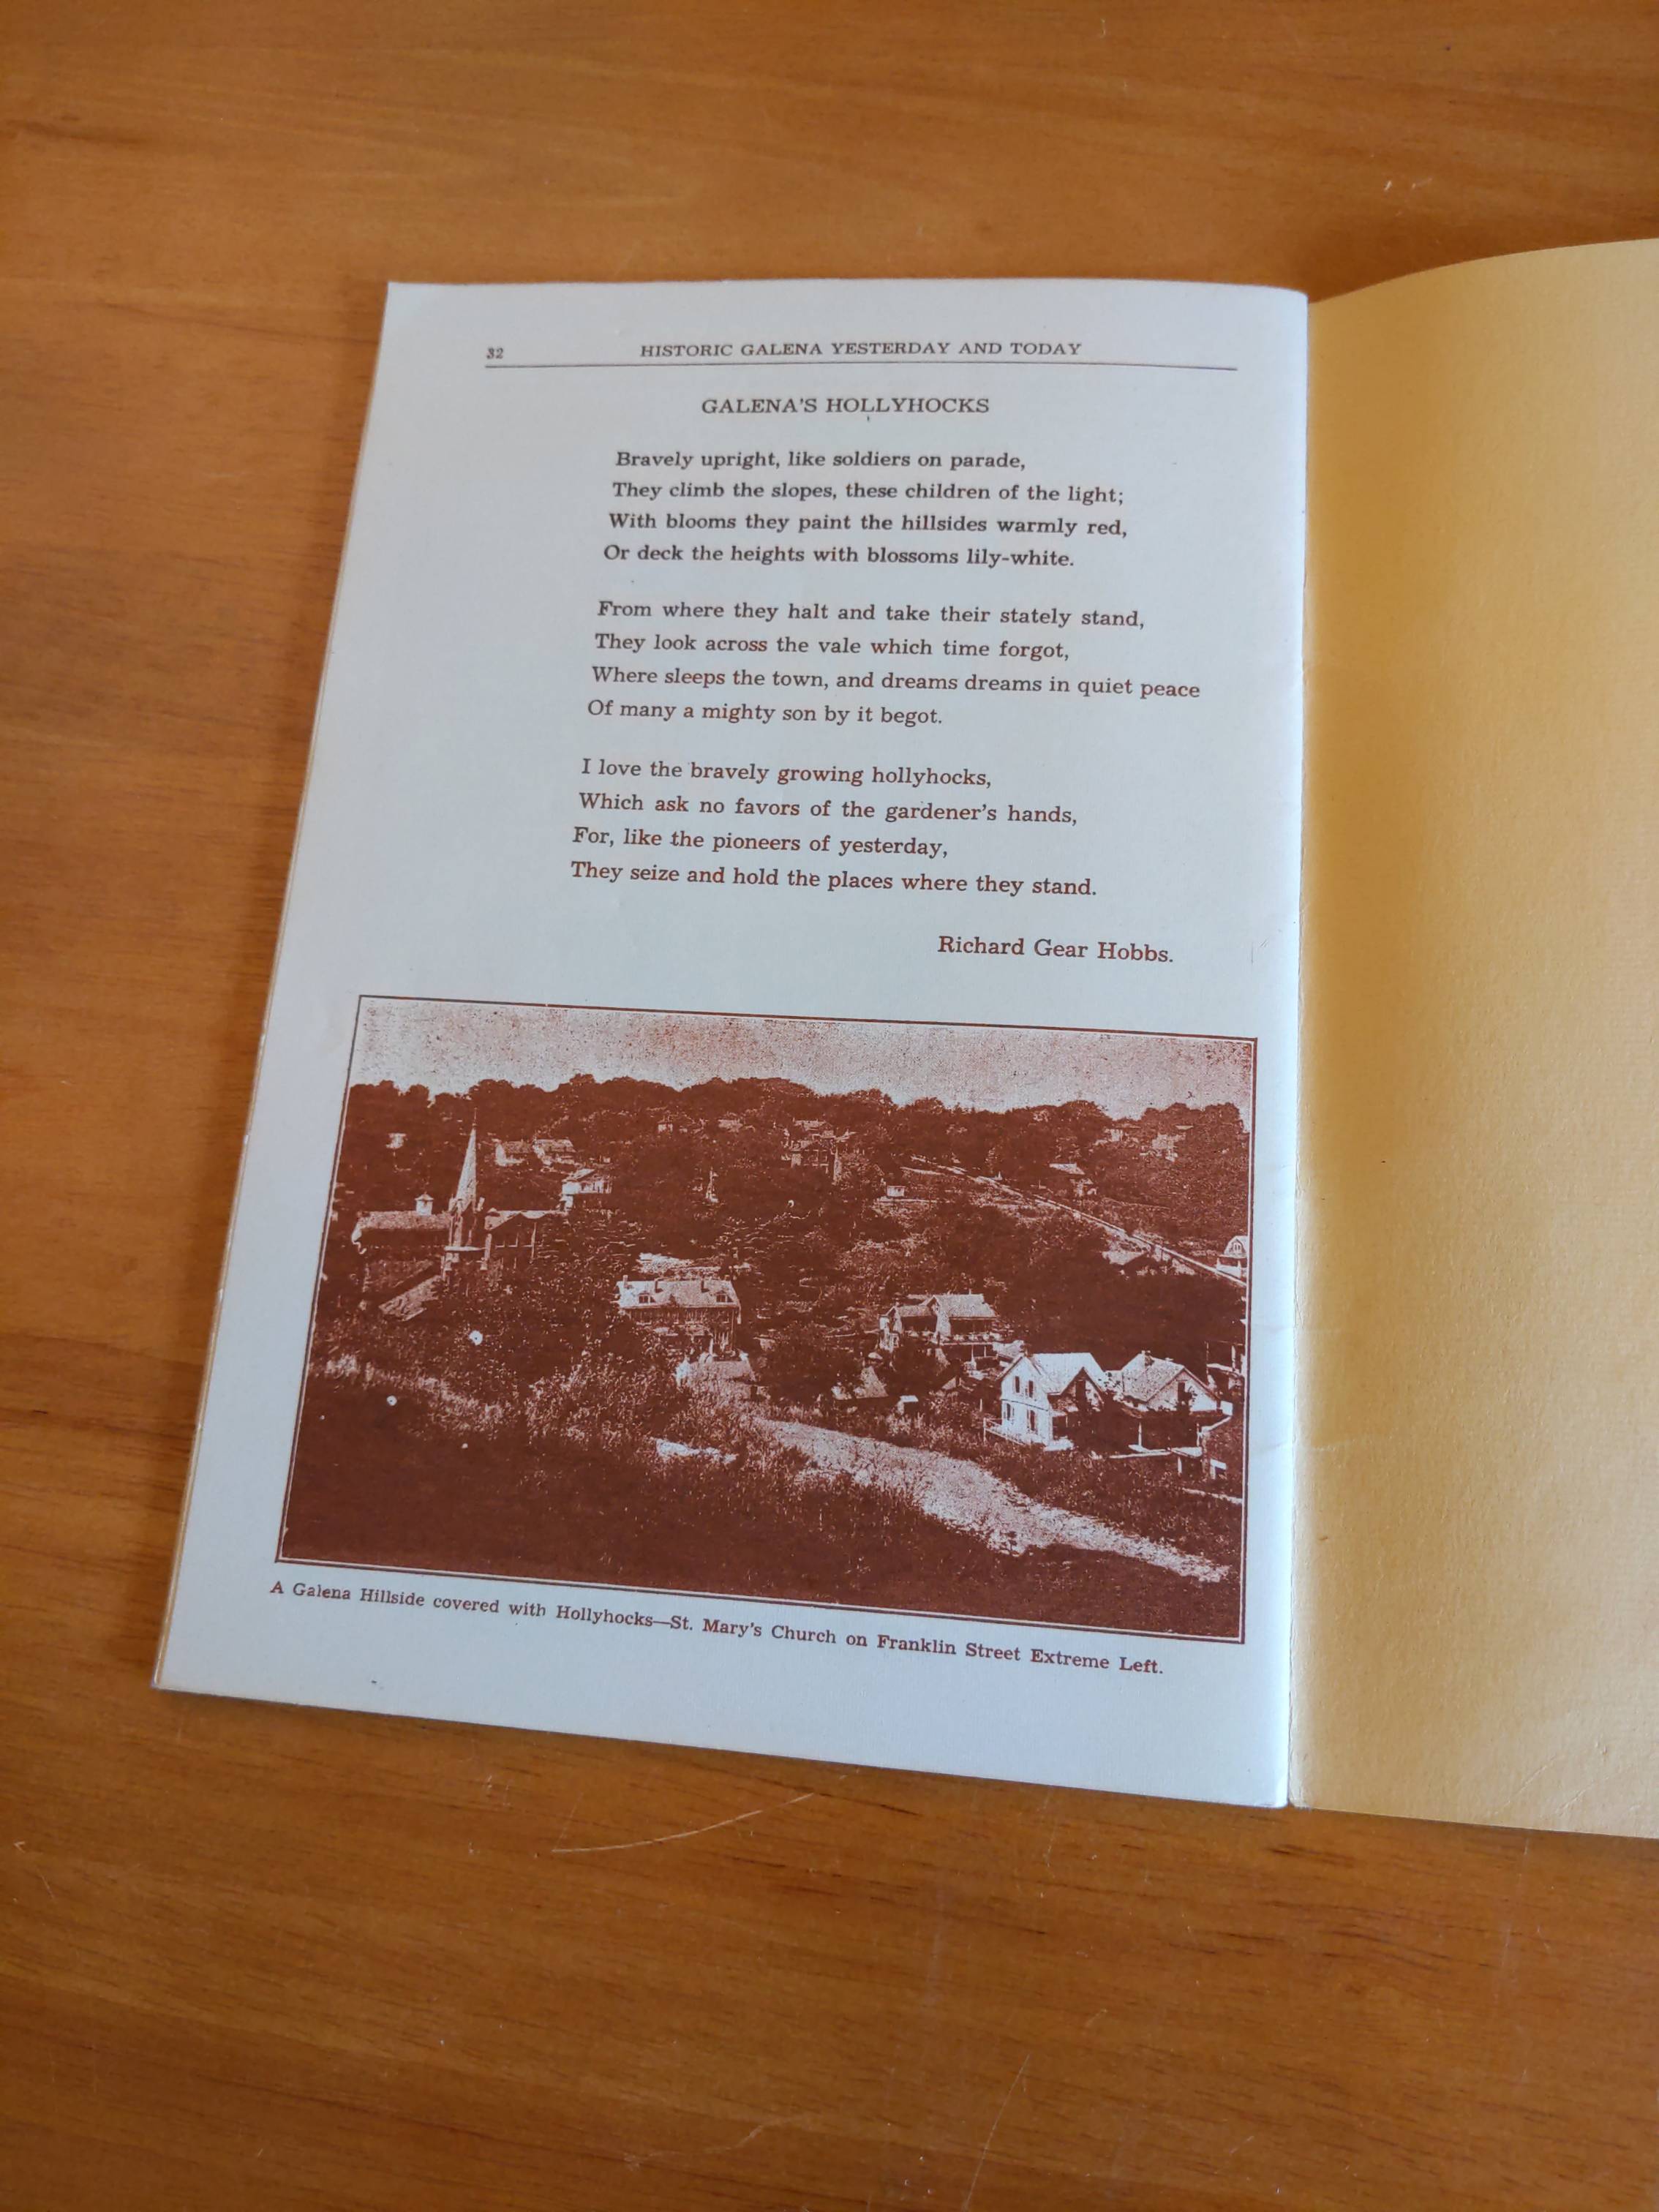 32
HISTORIC GALENA YESTERDAY AND TODAY
GALENA'S HOLLYHOCKS
Bravely upright, like soldiers on parade,
They climb the slopes, these children of the light;
With blooms they paint the hillsides warmly red,
Or deck the heights with blossoms lily-white.
From where they halt and take their stately stand,
They look across the vale which time forgot,
Where sleeps the town, and dreams dreams in quiet peace
Of many a mighty son by it begot.
I love the bravely growing hollyhocks,
Which ask no favors of the gardener's hands,
For, like the pioneers of yesterday,
They seize and hold the places where they stand.
Richard Gear Hobbs.
A Galena Hillside covered with Hollyhocks—St. Mary's Church on Franklin Street Extreme Left.